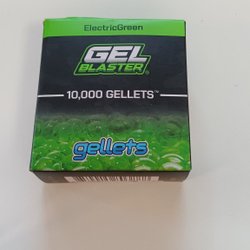 ElectricGreen
GEL
BLASTER®
10,000 GELLETS™
gellets